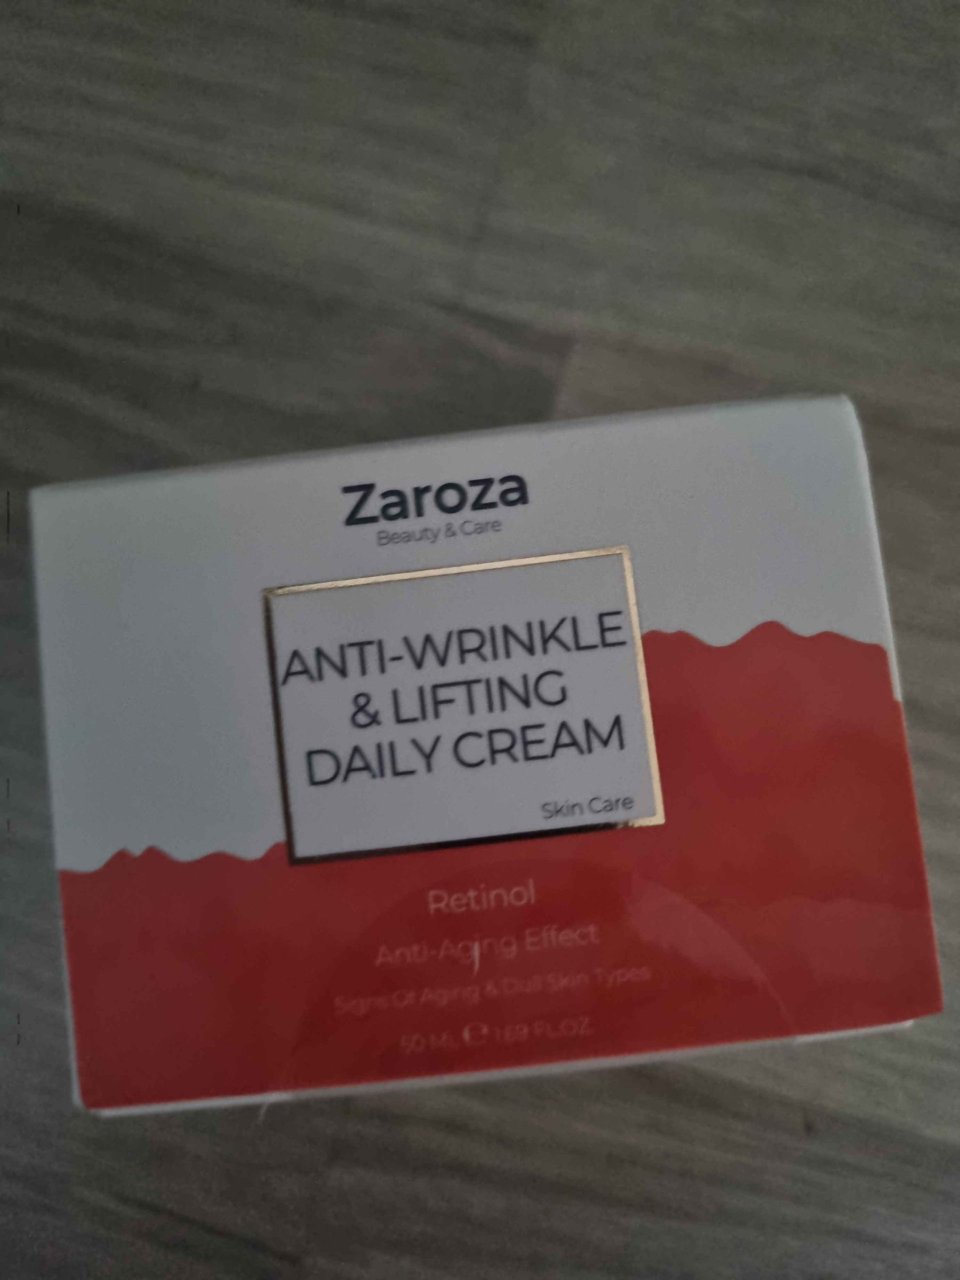 Zaroza
Beauty & Care
ANTI-WRINKLE
& LIFTING
DAILY CREAM
Skin Care
Retinol
Anti-Aging Effect
Signs Of Aging & Dull Skin Types
50 ML ℮ 1.69 FL.OZ.